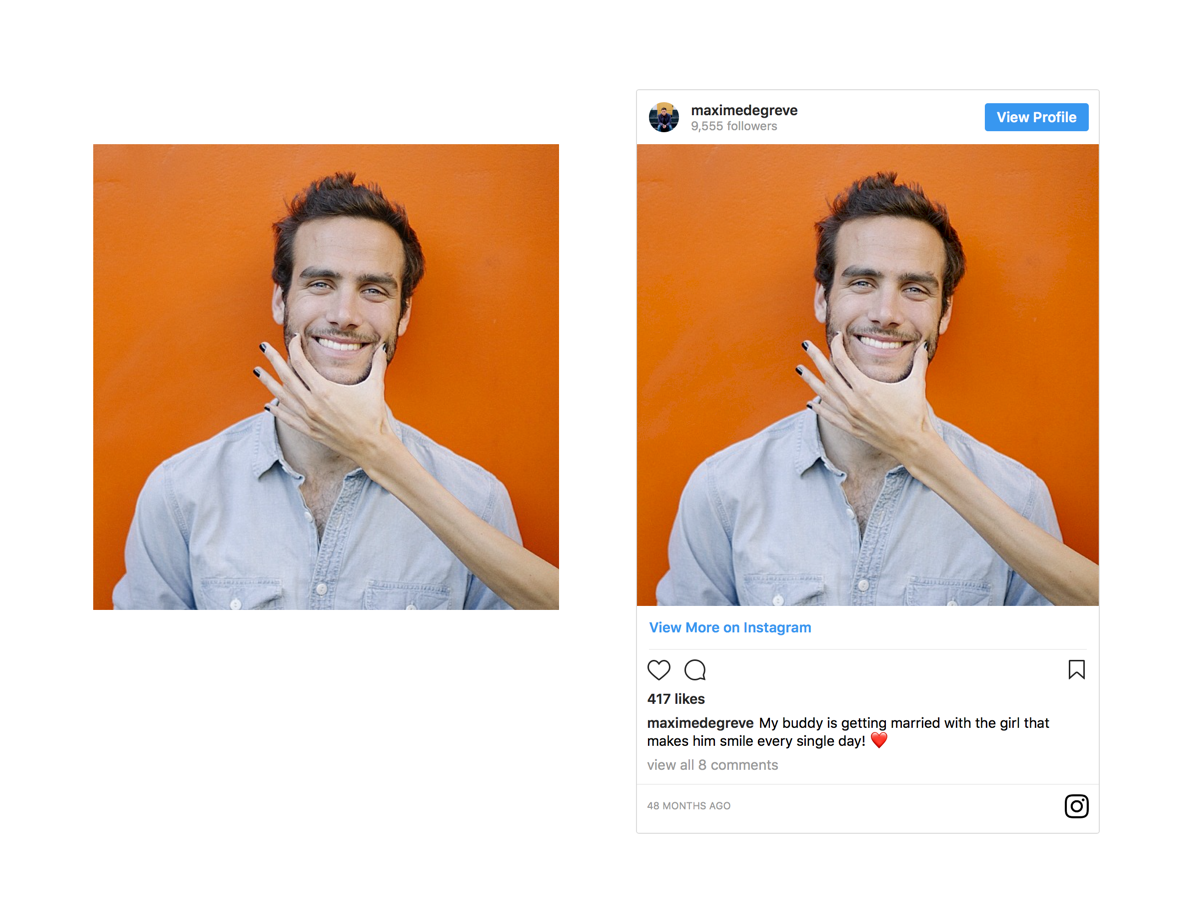 maximedegreve
9,555 followers
View Profile
View More on Instagram
417 likes
maximedegreve My buddy is getting married with the girl that
makes him smile every single day! ❤️
view all 8 comments
48 MONTHS AGO